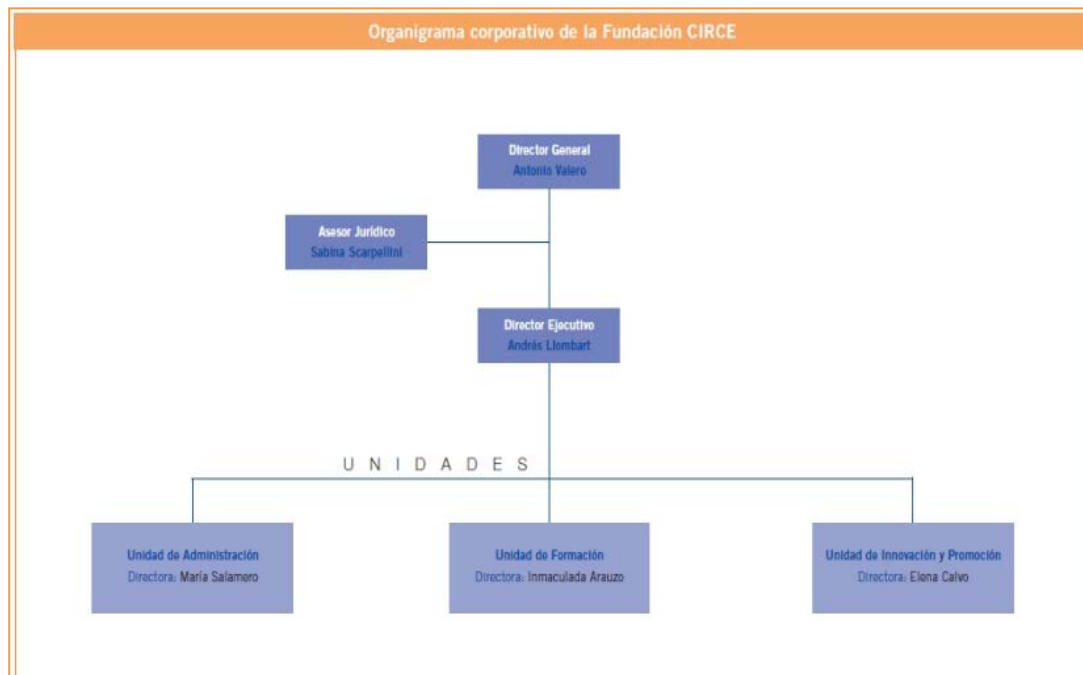 Organigrama corporativo de la Fundación CIRCE
Director General
Antonio Valero
Asesor Jurídico
Sabina Scarpellini
Director Ejecutivo
Andrés Llombart
UNIDADES
Unidad de Administración
Directora: María Salamero
Unidad de Formación
Directora: Inmaculada Arauzo
Unidad de Innovación y Promoción
Directora: Elena Calvo